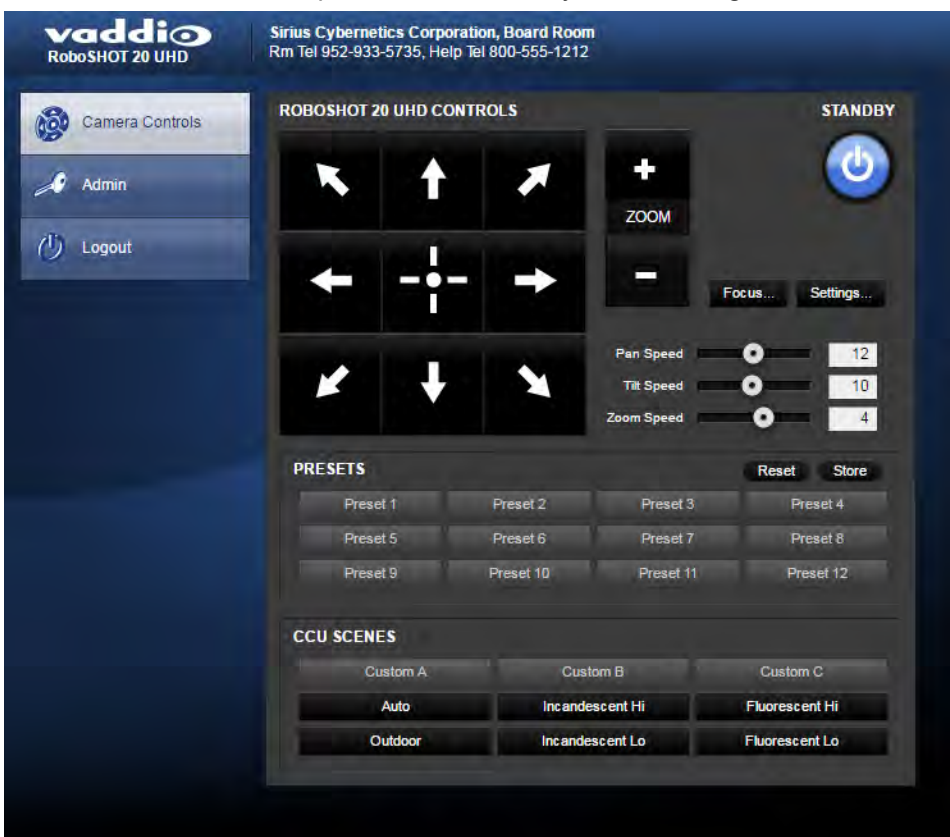 vaddio
RoboSHOT 20 UHD
Sirius Cybernetics Corporation, Board Room
Rm Tel 952-933-5735, Help Tel 800-555-1212
Camera Controls
Admin
Logout
ROBOSHOT 20 UHD CONTROLS
STANDBY
+
ZOOM
-
Focus... Settings...
Pan Speed 12
Tilt Speed 10
Zoom Speed 4
PRESETS
Reset Store
Preset 1 Preset 2 Preset 3 Preset 4
Preset 5 Preset 6 Preset 7 Preset 8
Preset 9 Preset 10 Preset 11 Preset 12
CCU SCENES
Custom A Custom B Custom C
Auto Incandescent Hi Fluorescent Hi
Outdoor Incandescent Lo Fluorescent Lo